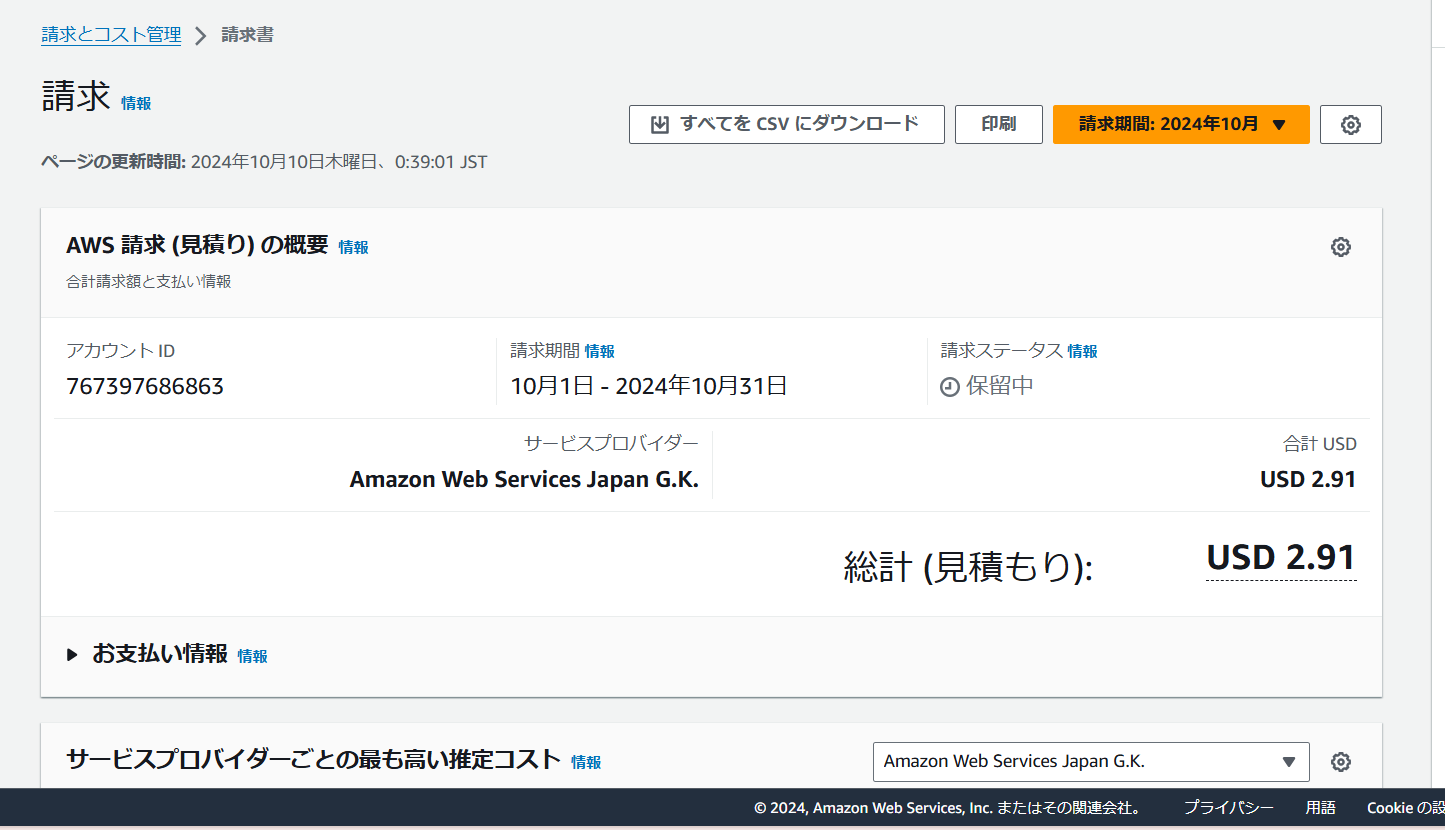 請求とコスト管理 > 請求書
請求 情報
すべてを CSV にダウンロード 印刷 請求期間: 2024年10月 ▼
ページの更新時間: 2024年10月10日木曜日、0:39:01 JST
AWS 請求 (見積り) の概要 情報
合計請求額と支払い情報
アカウント ID 請求期間 情報 請求ステータス 情報
767397686863 10月1日 - 2024年10月31日 保留中
サービスプロバイダー 合計 USD
Amazon Web Services Japan G.K. USD 2.91
総計 (見積もり): USD 2.91
お支払い情報 情報
サービスプロバイダーごとの最も高い推定コスト 情報 Amazon Web Services Japan G.K.
© 2024, Amazon Web Services, Inc. またはその関連会社。 プライバシー 用語 Cookie の設